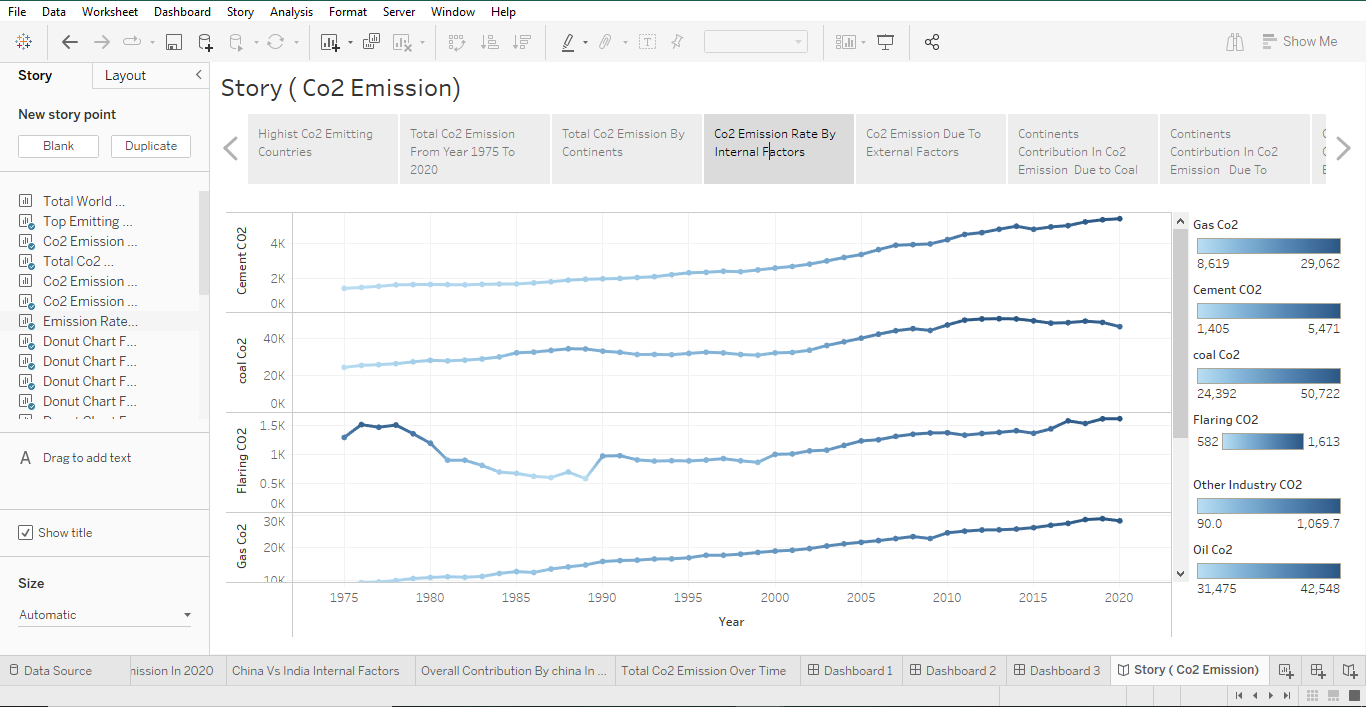 File Data Worksheet Dashboard Story Analysis Format Server Window Help
Show Me
Story Layout
New story point
Blank Duplicate
Total World ...
Top Emitting ...
Co2 Emission ...
Total Co2 ...
Co2 Emission ...
Co2 Emission ...
Emission Rate...
Donut Chart F...
Donut Chart F...
Donut Chart F...
Donut Chart F...
Donut Chart F...
A Drag to add text
Show title
Size
Automatic
Story ( Co2 Emission)
Highist Co2 Emitting
Countries
Total Co2 Emission
From Year 1975 To
2020
Total Co2 Emission By
Continents
Co2 Emission Rate By
Internal Factors
Co2 Emission Due To
External Factors
Continents
Contribution In Co2
Emission Due to Coal
Continents
Contirbution In Co2
Emission Due To
Cement CO2
4K
2K
0K
coal Co2
40K
20K
0K
Flaring CO2
1.5K
1K
0.5K
0K
Gas Co2
30K
20K
10K
1975 1980 1985 1990 1995 2000 2005 2010 2015 2020
Year
Gas Co2
8,619 29,062
Cement CO2
1,405 5,471
coal Co2
24,392 50,722
Flaring CO2
582 1,613
Other Industry CO2
90.0 1,069.7
Oil Co2
31,475 42,548
Data Source nission In 2020 China Vs India Internal Factors Overall Contribution By china In ... Total Co2 Emission Over Time Dashboard 1 Dashboard 2 Dashboard 3 Story ( Co2 Emission)